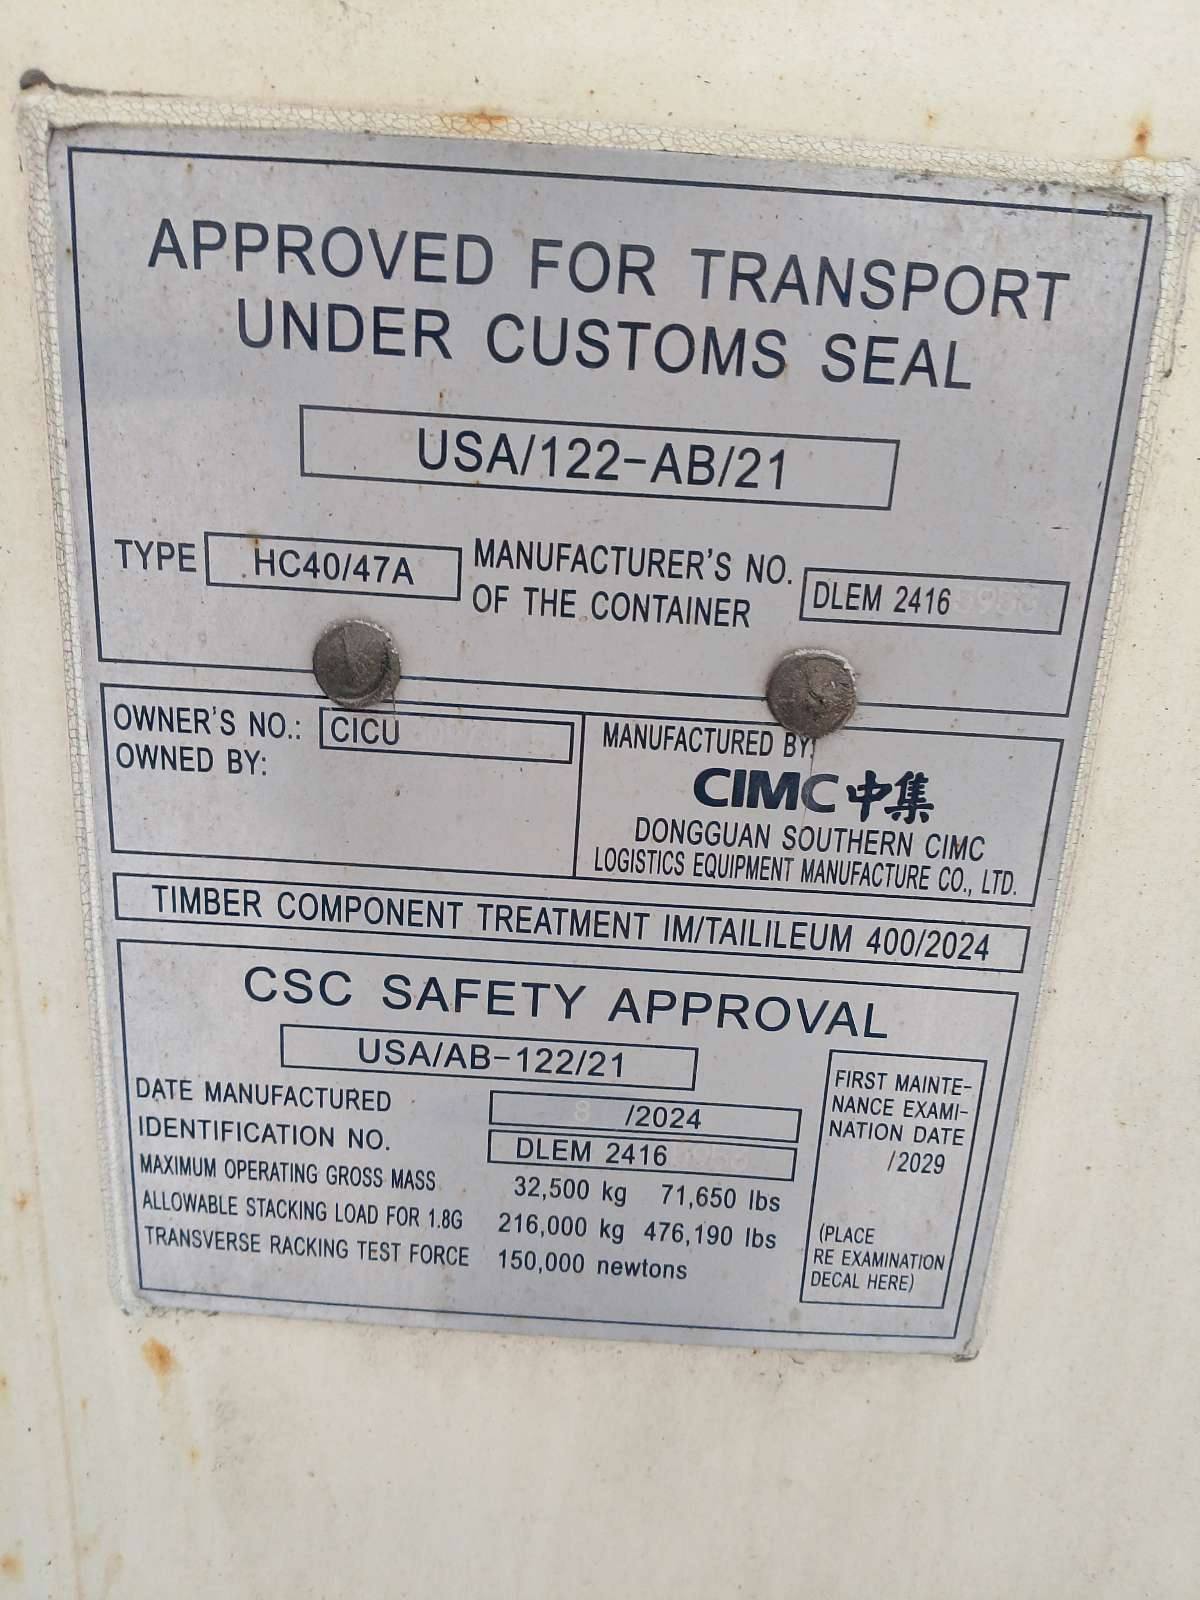 APPROVED FOR TRANSPORT
UNDER CUSTOMS SEAL
USA/122-AB/21
TYPE HC40/47A
MANUFACTURER'S NO.
OF THE CONTAINER
DLEM 2416
OWNER'S NO.: CICU
OWNED BY:
MANUFACTURED BY:
CIMC 中集
DONGGUAN SOUTHERN CIMC
LOGISTICS EQUIPMENT MANUFACTURE CO., LTD.
TIMBER COMPONENT TREATMENT IM/TAILILEUM 400/2024
CSC SAFETY APPROVAL
USA/AB-122/21
DATE MANUFACTURED 8 /2024
IDENTIFICATION NO. DLEM 2416
MAXIMUM OPERATING GROSS MASS 32,500 kg 71,650 lbs
ALLOWABLE STACKING LOAD FOR 1.8G 216,000 kg 476,190 lbs
TRANSVERSE RACKING TEST FORCE 150,000 newtons
FIRST MAINTE-
NANCE EXAMI-
NATION DATE
/2029
(PLACE
RE EXAMINATION
DECAL HERE)